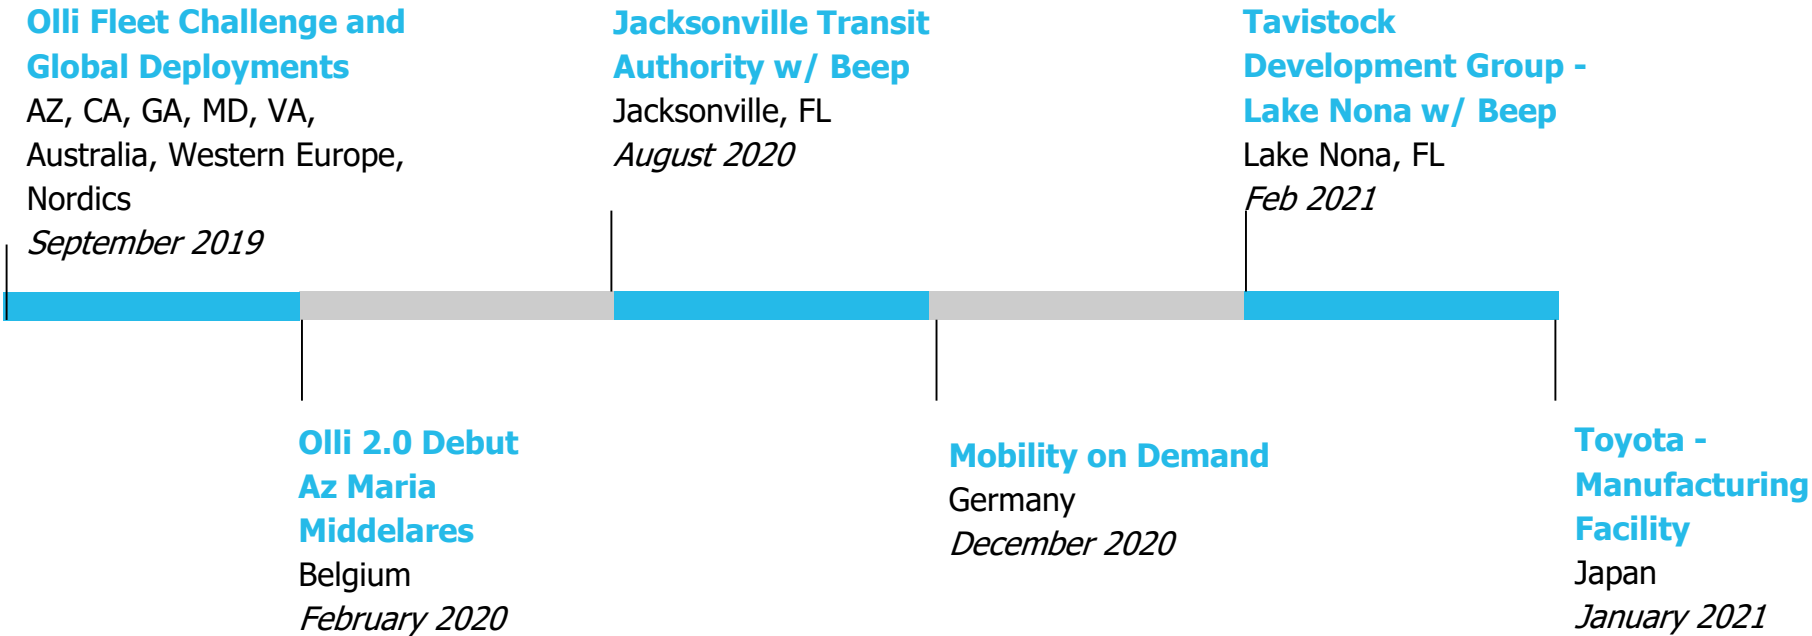 Olli Fleet Challenge and
Global Deployments
AZ, CA, GA, MD, VA,
Australia, Western Europe,
Nordics
September 2019
Jacksonville Transit
Authority w/ Beep
Jacksonville, FL
August 2020
Tavistock
Development Group -
Lake Nona w/ Beep
Lake Nona, FL
Feb 2021
Olli 2.0 Debut
Az Maria
Middelares
Belgium
February 2020
Mobility on Demand
Germany
December 2020
Toyota -
Manufacturing
Facility
Japan
January 2021